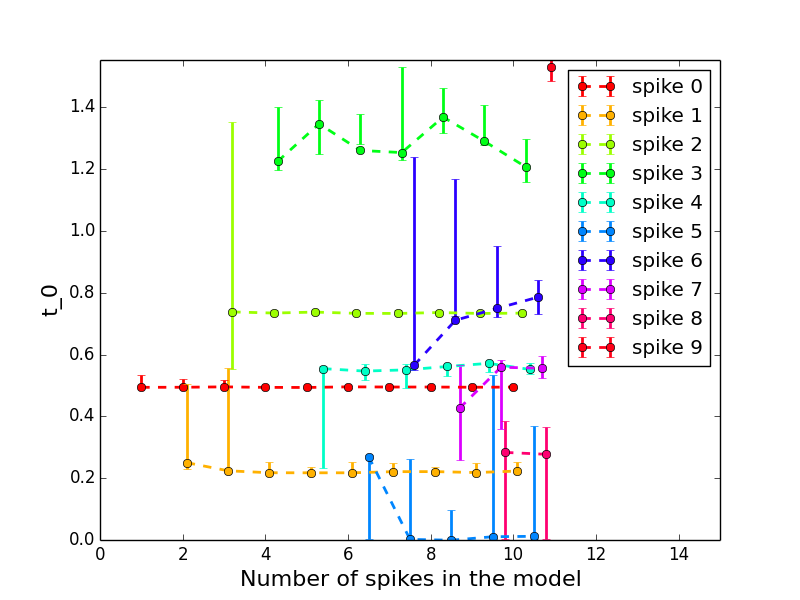 1.4
1.2
1.0
0.8
0.6
0.4
0.2
0.0
t_0
0 2 4 6 8 10 12 14
Number of spikes in the model
spike 0
spike 1
spike 2
spike 3
spike 4
spike 5
spike 6
spike 7
spike 8
spike 9